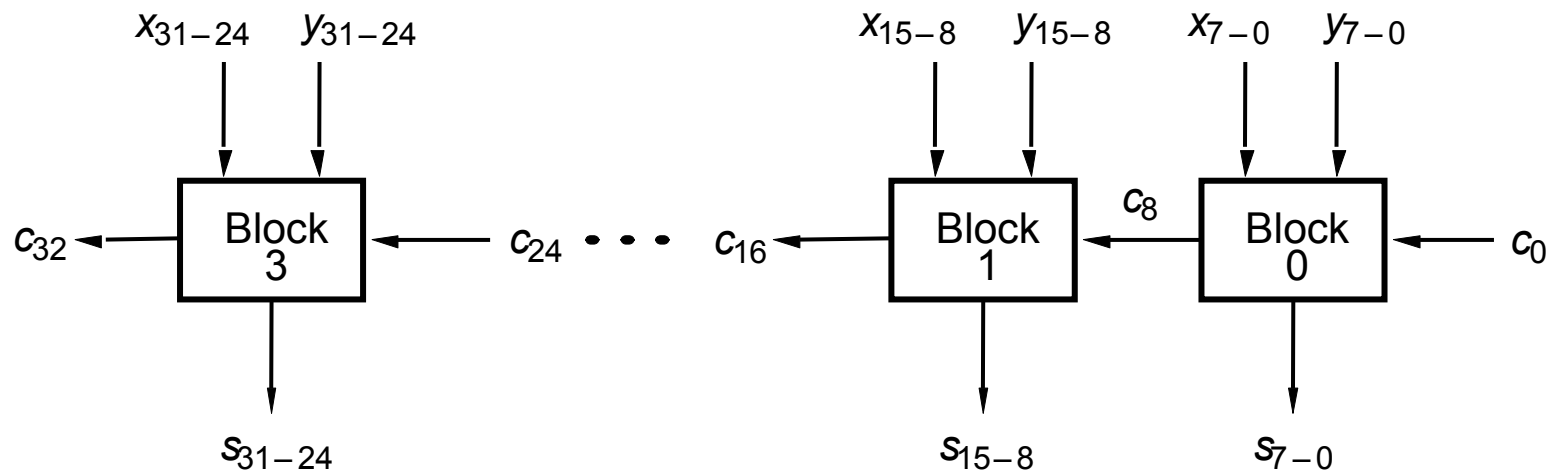 x31–24 y31–24 x15–8 y15–8 x7–0 y7–0
c32 Block 3 c24 • • • c16 Block 1 c8 Block 0 c0
s31–24 s15–8 s7–0